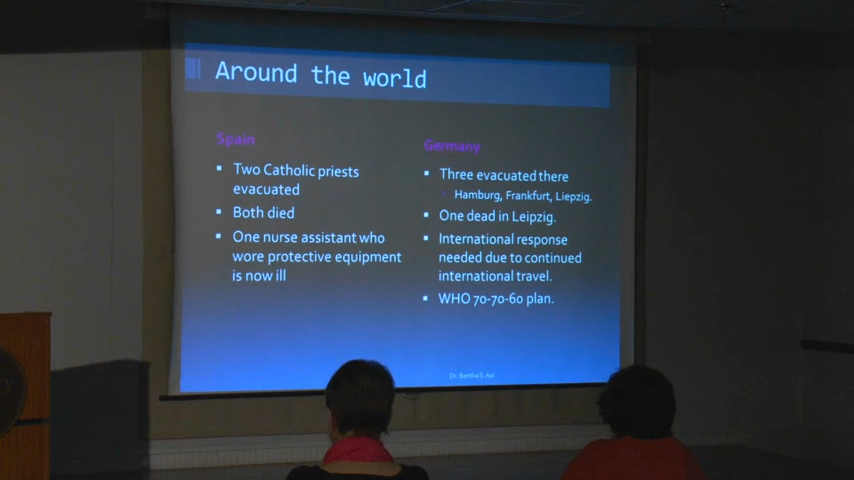 Around the world
Spain
Two Catholic priests
evacuated
Both died
One nurse assistant who
wore protective equipment
is now ill
Germany
Three evacuated there
Hamburg, Frankfurt, Liepzig.
One dead in Leipzig.
International response
needed due to continued
international travel.
WHO 70-70-60 plan.
Dr. Bertha S. Ayi